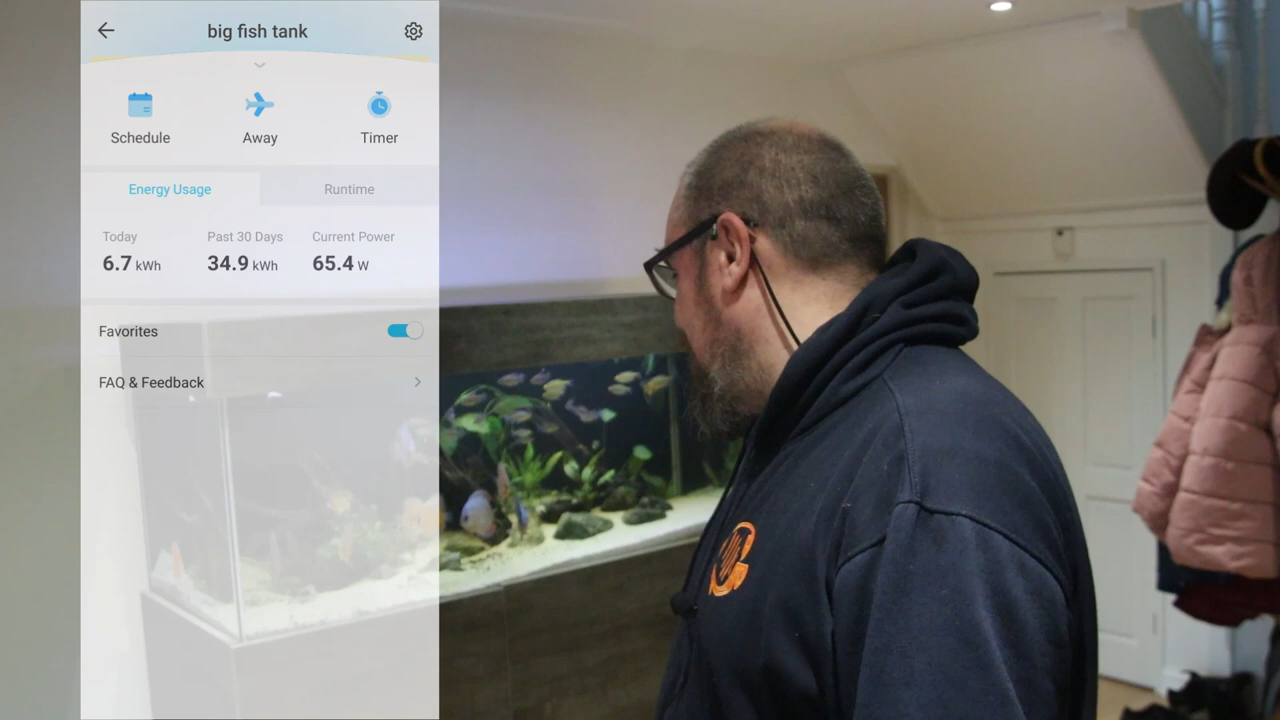 big fish tank
Schedule Away Timer
Energy Usage Runtime
Today Past 30 Days Current Power
6.7 kWh 34.9 kWh 65.4 W
Favorites
FAQ & Feedback